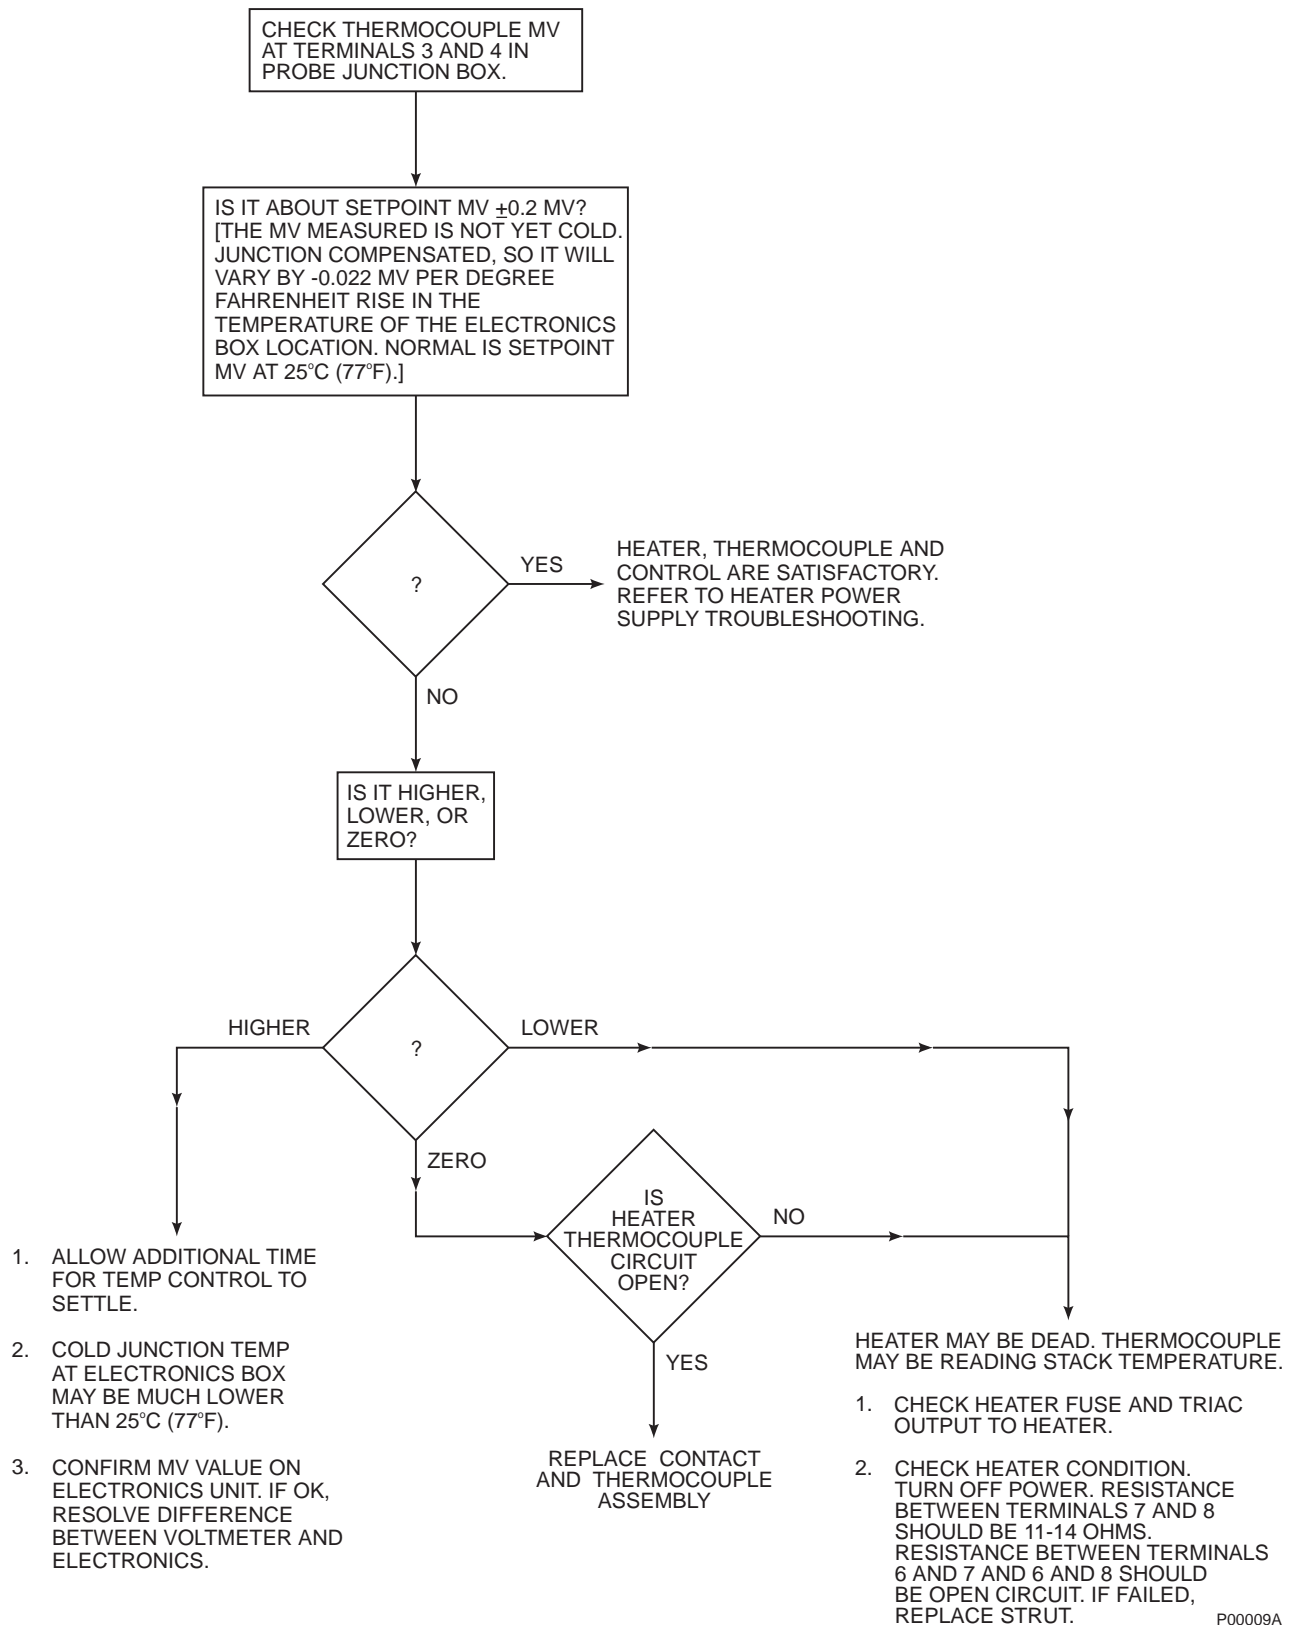 CHECK THERMOCOUPLE MV
AT TERMINALS 3 AND 4 IN
PROBE JUNCTION BOX.
IS IT ABOUT SETPOINT MV ±0.2 MV?
[THE MV MEASURED IS NOT YET COLD.
JUNCTION COMPENSATED, SO IT WILL
VARY BY -0.022 MV PER DEGREE
FAHRENHEIT RISE IN THE
TEMPERATURE OF THE ELECTRONICS
BOX LOCATION. NORMAL IS SETPOINT
MV AT 25°C (77°F).]
?
YES
HEATER, THERMOCOUPLE AND
CONTROL ARE SATISFACTORY.
REFER TO HEATER POWER
SUPPLY TROUBLESHOOTING.
NO
IS IT HIGHER,
LOWER, OR
ZERO?
HIGHER
?
LOWER
ZERO
IS
HEATER
THERMOCOUPLE
CIRCUIT
OPEN?
NO
YES
1. ALLOW ADDITIONAL TIME
FOR TEMP CONTROL TO
SETTLE.
2. COLD JUNCTION TEMP
AT ELECTRONICS BOX
MAY BE MUCH LOWER
THAN 25°C (77°F).
3. CONFIRM MV VALUE ON
ELECTRONICS UNIT. IF OK,
RESOLVE DIFFERENCE
BETWEEN VOLTMETER AND
ELECTRONICS.
REPLACE CONTACT
AND THERMOCOUPLE
ASSEMBLY
HEATER MAY BE DEAD. THERMOCOUPLE
MAY BE READING STACK TEMPERATURE.
1. CHECK HEATER FUSE AND TRIAC
OUTPUT TO HEATER.
2. CHECK HEATER CONDITION.
TURN OFF POWER. RESISTANCE
BETWEEN TERMINALS 7 AND 8
SHOULD BE 11-14 OHMS.
RESISTANCE BETWEEN TERMINALS
6 AND 7 AND 6 AND 8 SHOULD
BE OPEN CIRCUIT. IF FAILED,
REPLACE STRUT.
P00009A